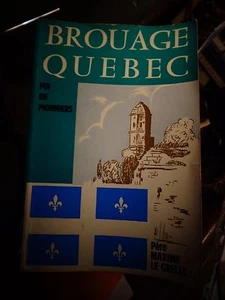 BROUAGE
QUEBEC
FOI
DE
PIONNIERS
Père
MAXIME
LE GRELLE